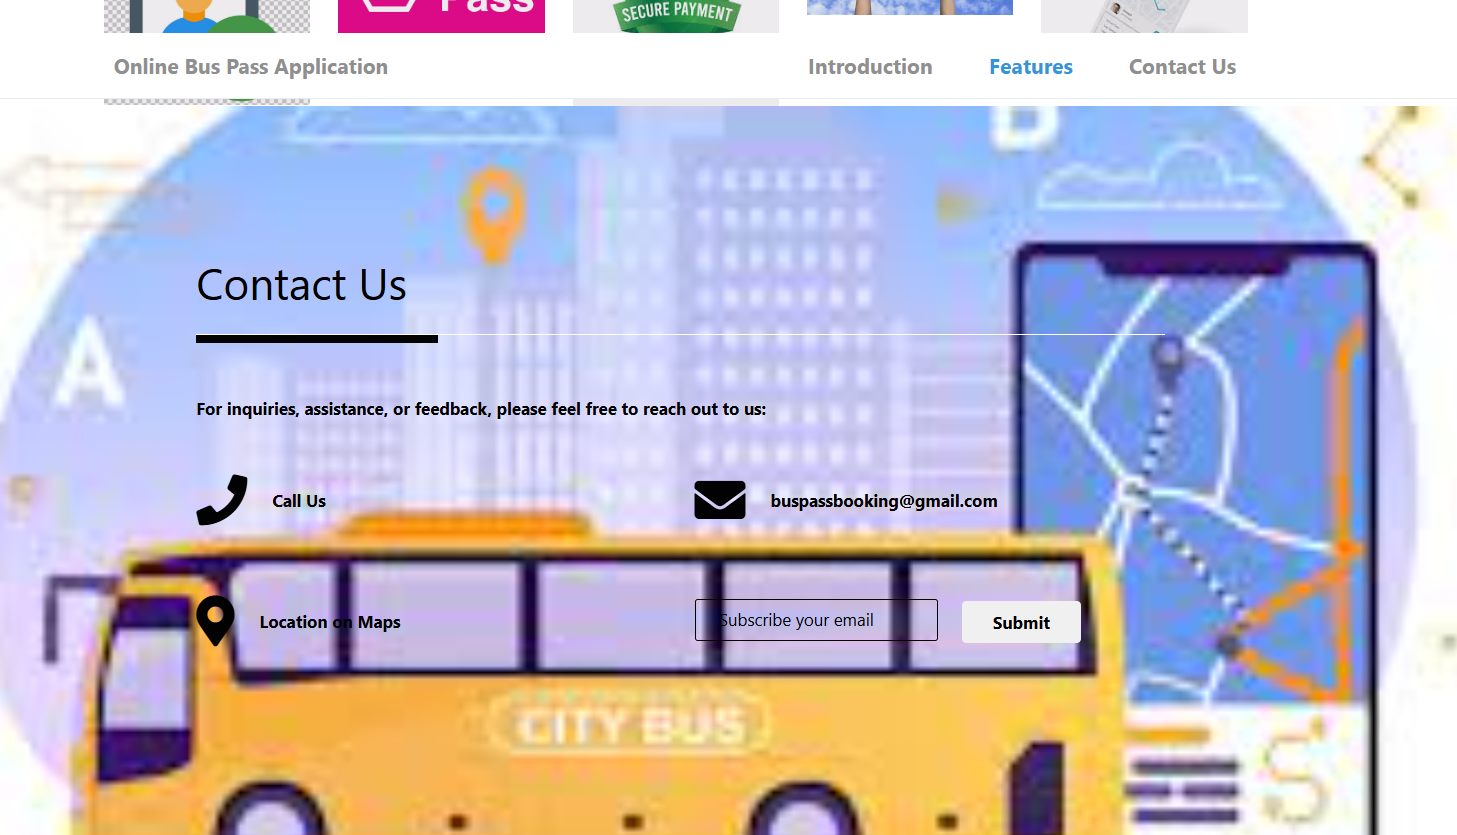 Pass
SECURE PAYMENT
Online Bus Pass Application
Introduction
Features
Contact Us
B
Contact Us
A
For inquiries, assistance, or feedback, please feel free to reach out to us:
Call Us
buspassbooking@gmail.com
Location on Maps
Subscribe your email
Submit
CITY BUS